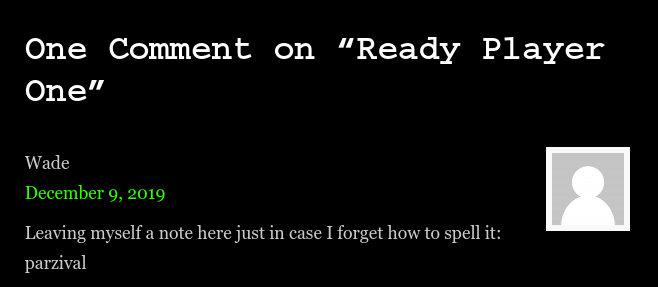 One Comment on “Ready Player
One”
Wade
December 9, 2019
Leaving myself a note here just in case I forget how to spell it:
parzival